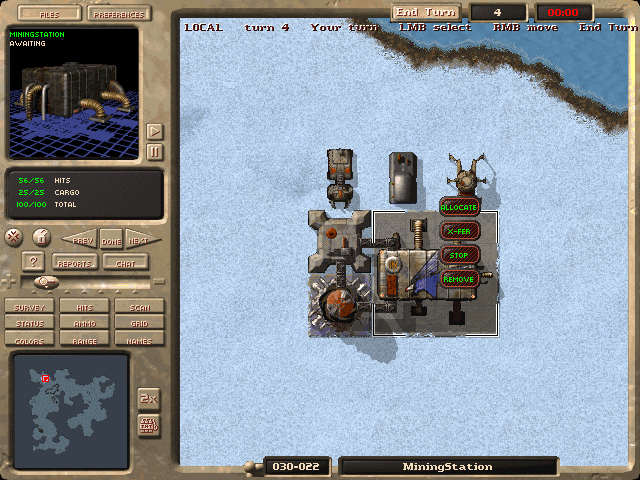 FILES PREFERENCES End Turn 4 00:00
LOCAL turn 4 Your turn LMB select RMB move End Turn
MININGSTATION
AWAITING
56/56 HITS
25/25 CARGO
100/100 TOTAL
ALLOCATE
X-FER
STOP
REMOVE
PREV DONE NEXT
? REPORTS CHAT
SURVEY HITS SCAN
STATUS AMMO GRID
COLORS RANGE NAMES
2x
030-022 MiningStation